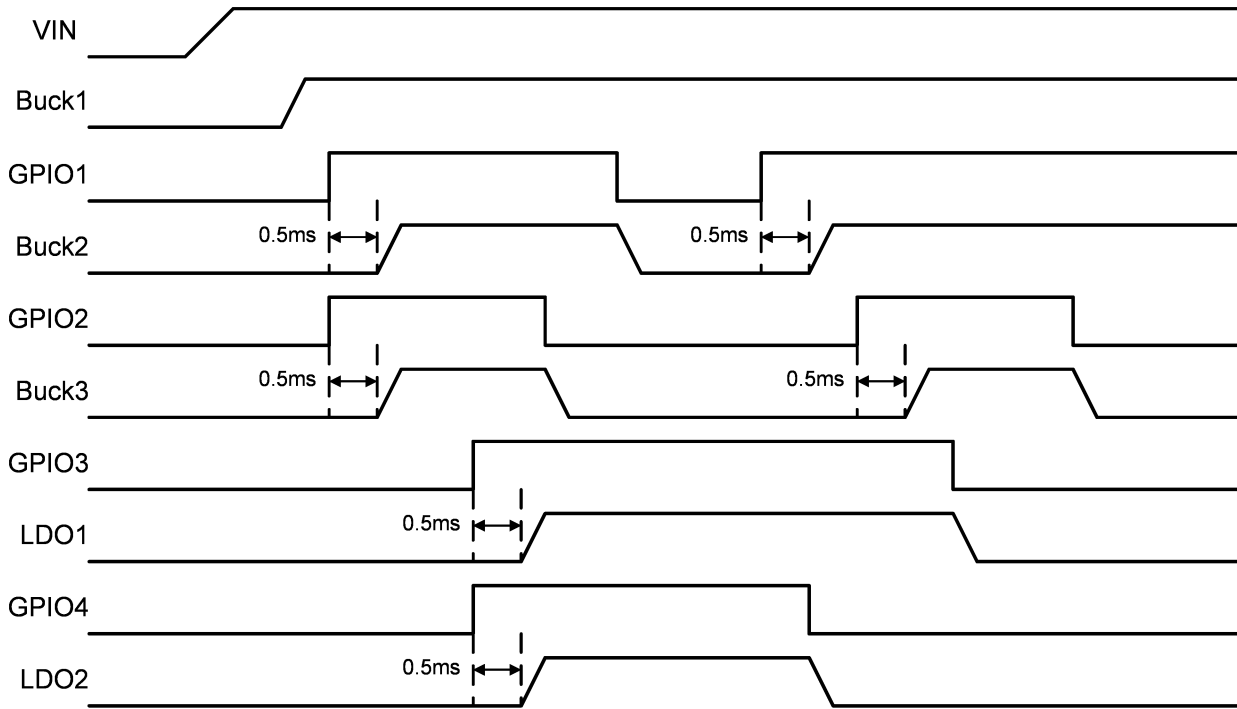 VIN
Buck1
GPIO1
0.5ms
0.5ms
Buck2
GPIO2
0.5ms
0.5ms
Buck3
GPIO3
0.5ms
LDO1
GPIO4
0.5ms
LDO2